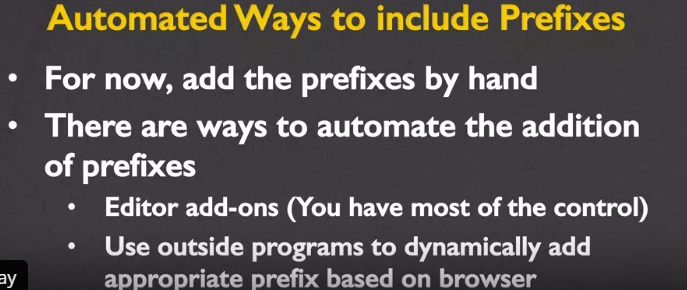 Automated Ways to include Prefixes
• For now, add the prefixes by hand
• There are ways to automate the addition
of prefixes
• Editor add-ons (You have most of the control)
• Use outside programs to dynamically add
ay
appropriate prefix based on browser